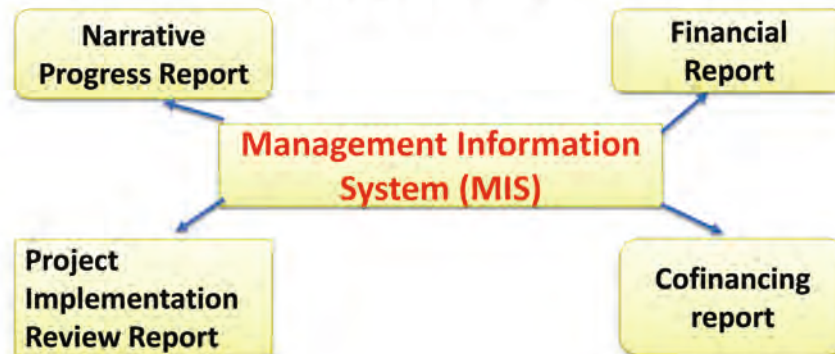 Narrative
Progress Report
Financial
Report
Management Information
System (MIS)
Project
Implementation
Review Report
Cofinancing
report